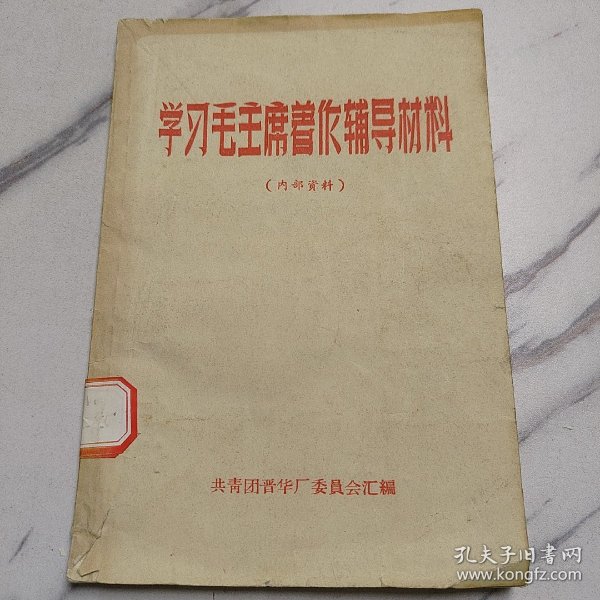 学习毛主席著作辅导材料
(内部資料)
共青团晋华厂委員会汇編
孔夫子旧书网
www.kongfz.com